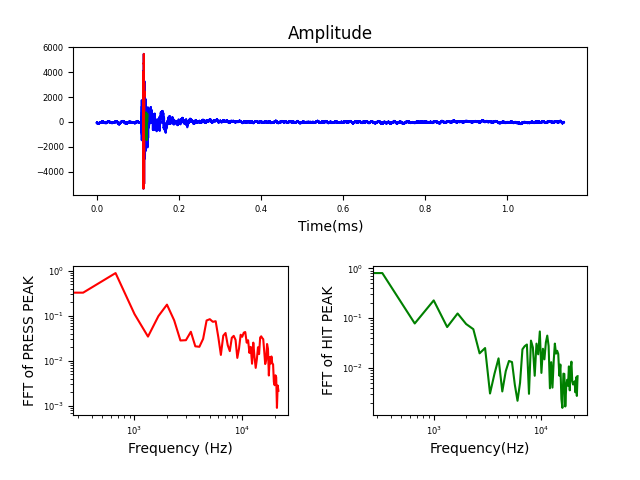 Amplitude
6000
4000
2000
0
−2000
−4000
0.0 0.2 0.4 0.6 0.8 1.0
Time(ms)
FFT of PRESS PEAK
10⁰
10⁻¹
10⁻²
10⁻³
10³ 10⁴
Frequency (Hz)
FFT of HIT PEAK
10⁰
10⁻¹
10⁻²
10³ 10⁴
Frequency(Hz)